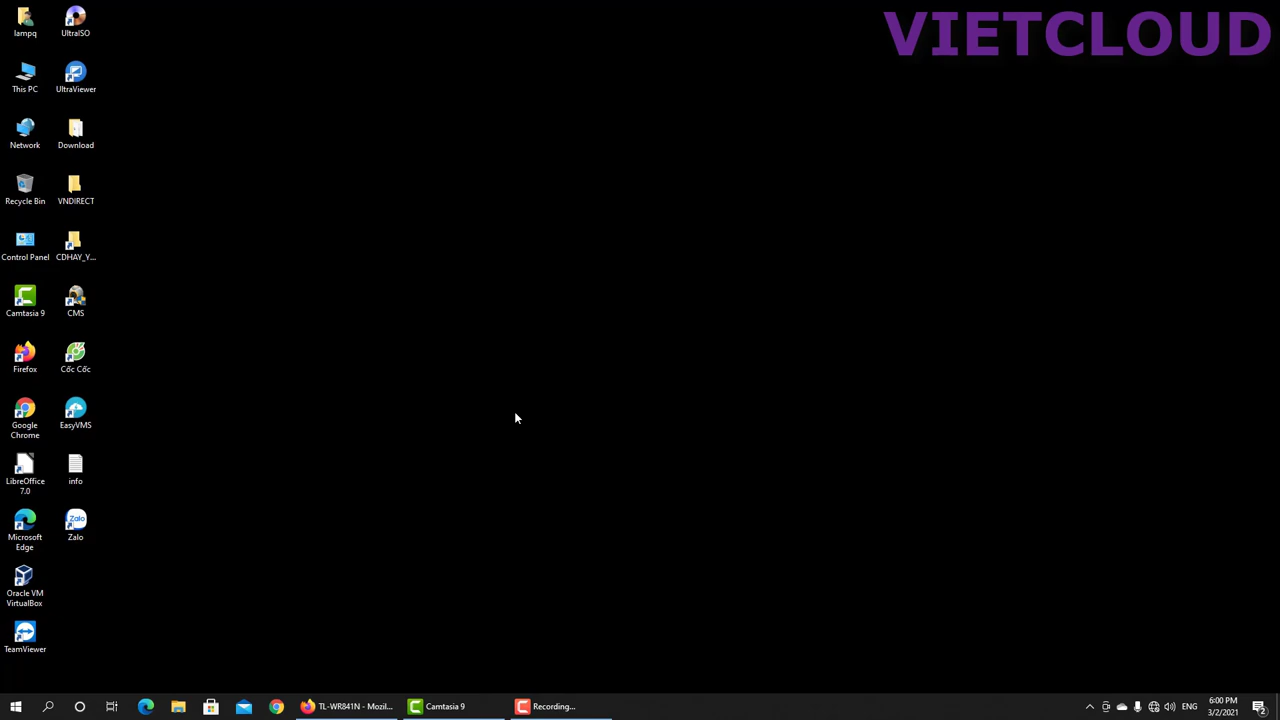 VIETCLOUD
lampq
UltraISO
This PC
UltraViewer
Network
Download
Recycle Bin
VNDIRECT
Control Panel
CDHAY_Y...
Camtasia 9
CMS
Firefox
Cốc Cốc
Google
Chrome
EasyVMS
LibreOffice
7.0
info
Microsoft
Edge
Zalo
Oracle VM
VirtualBox
TeamViewer
TL-WR841N - Mozil...
Camtasia 9
Recording...
ENG
6:00 PM
3/2/2021
2